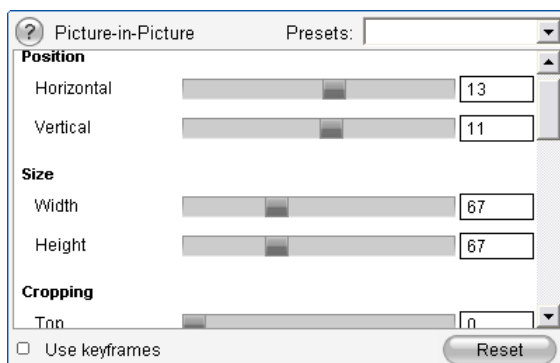 ? Picture-in-Picture Presets:
Position
Horizontal 13
Vertical 11
Size
Width 67
Height 67
Cropping
Top 0
Use keyframes Reset